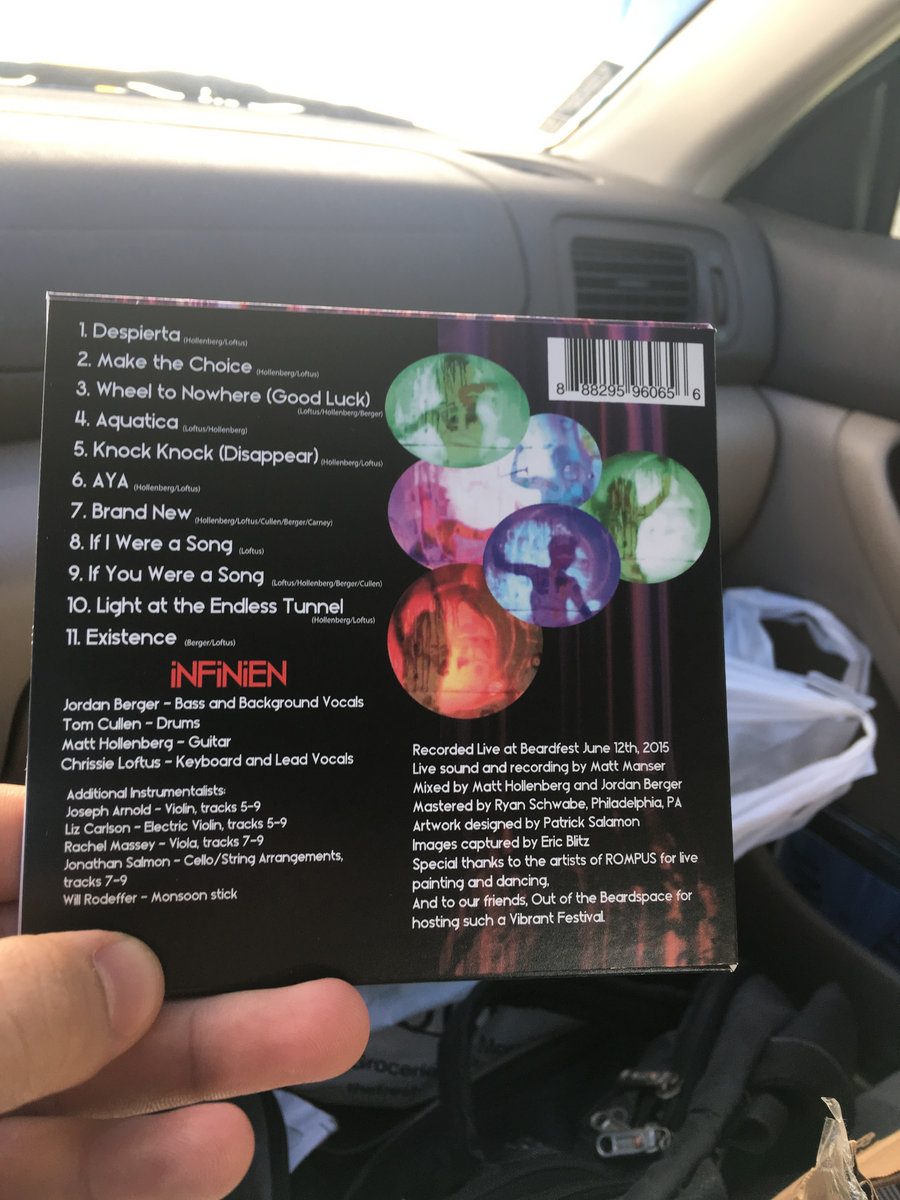 1. Despierta (Hollenberg/Loftus)
2. Make the Choice (Hollenberg/Loftus)
3. Wheel to Nowhere (Good Luck)
(Loftus/Hollenberg/Berger)
4. Aquatica (Loftus/Hollenberg)
5. Knock Knock (Disappear) (Hollenberg/Loftus)
6. AYA (Hollenberg/Loftus)
7. Brand New (Hollenberg/Loftus/Cullen/Berger/Carney)
8. If I Were a Song (Loftus)
9. If You Were a Song (Loftus/Hollenberg/Berger/Cullen)
10. Light at the Endless Tunnel
(Hollenberg/Loftus)
11. Existence (Berger/Loftus)
iNFiNiEN
Jordan Berger – Bass and Background Vocals
Tom Cullen – Drums
Matt Hollenberg – Guitar
Chrissie Loftus – Keyboard and Lead Vocals
Additional Instrumentalists:
Joseph Arnold – Violin, tracks 5-9
Liz Carlson – Electric Violin, tracks 5-9
Rachel Massey – Viola, tracks 7-9
Jonathan Salmon – Cello/String Arrangements,
tracks 7-9
Will Rodeffer – Monsoon stick
8 88295 96065 6
Recorded Live at Beardfest June 12th, 2015
Live sound and recording by Matt Manser
Mixed by Matt Hollenberg and Jordan Berger
Mastered by Ryan Schwabe, Philadelphia, PA
Artwork designed by Patrick Salamon
Images captured by Eric Blitz
Special thanks to the artists of ROMPUS for live
painting and dancing,
And to our friends, Out of the Beardspace for
hosting such a Vibrant Festival.